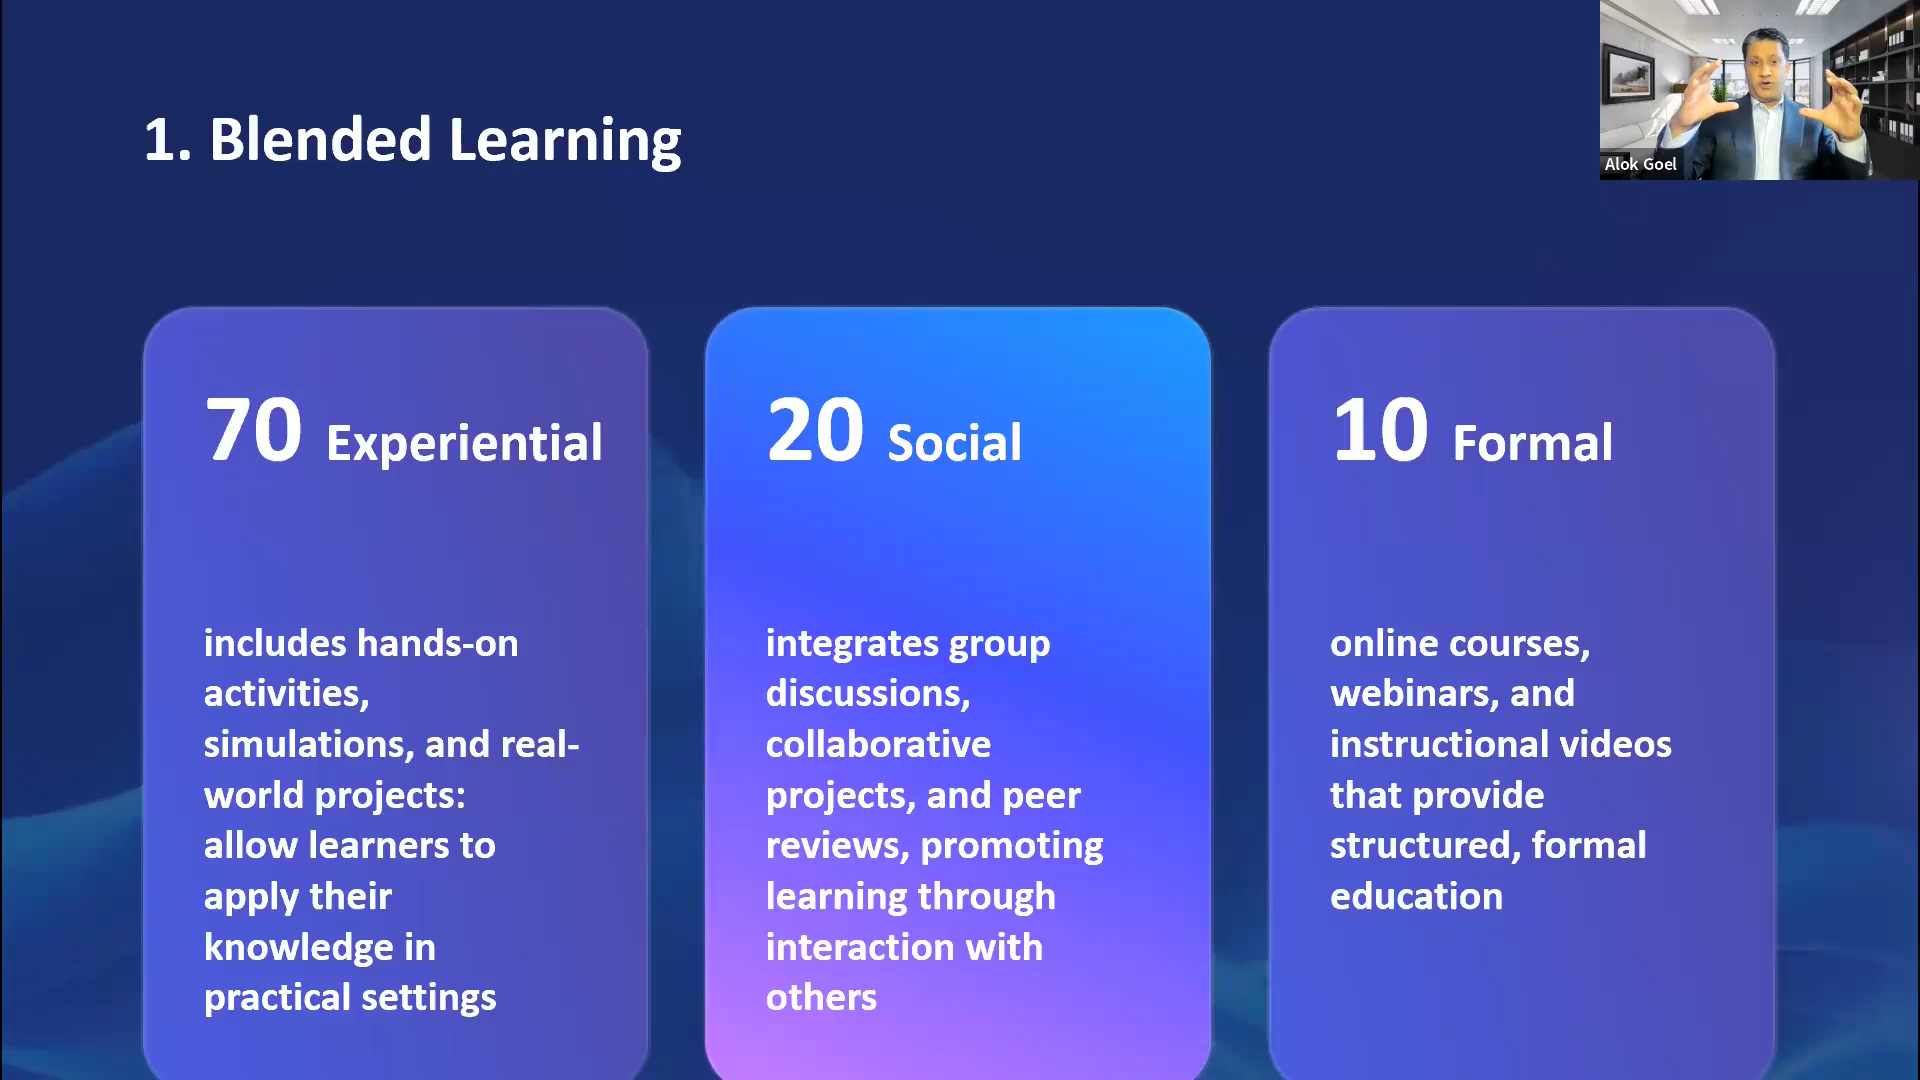 1. Blended Learning
Alok Goel
70 Experiential
includes hands-on
activities,
simulations, and real-
world projects:
allow learners to
apply their
knowledge in
practical settings
20 Social
integrates group
discussions,
collaborative
projects, and peer
reviews, promoting
learning through
interaction with
others
10 Formal
online courses,
webinars, and
instructional videos
that provide
structured, formal
education